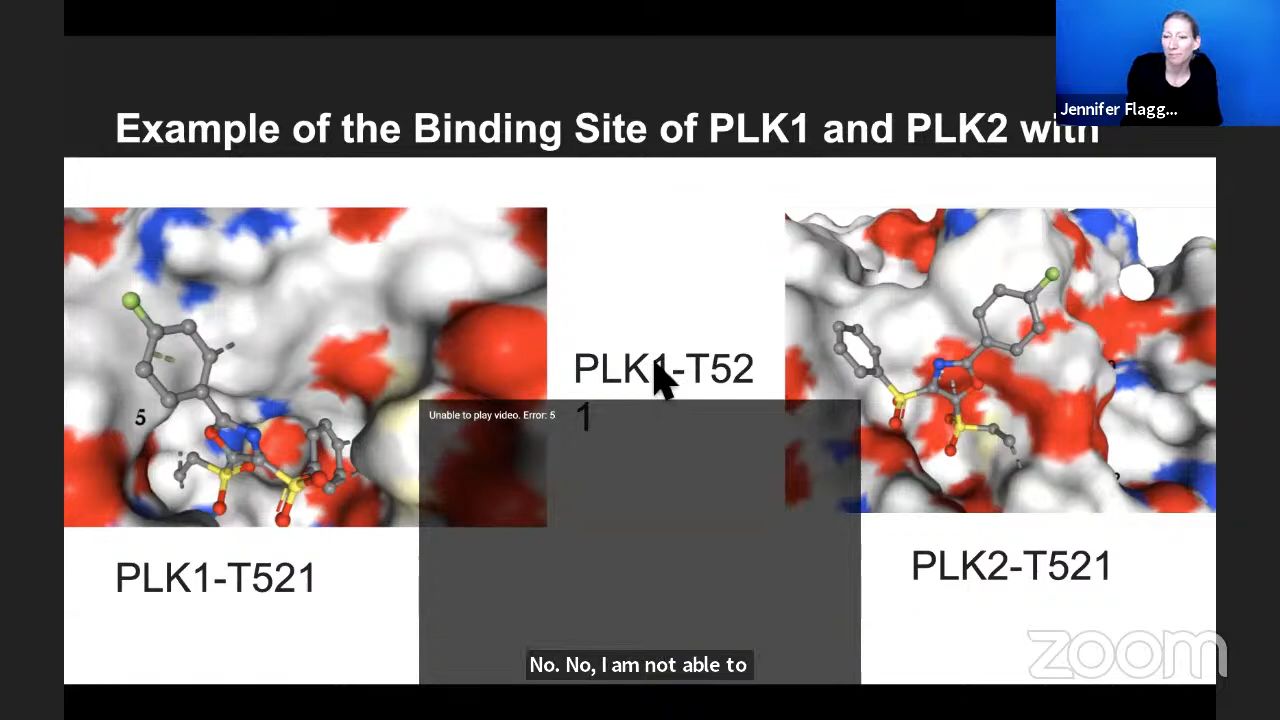 Jennifer Flagg...
Example of the Binding Site of PLK1 and PLK2 with
5
PLK1-T52
1
Unable to play video. Error: 5
PLK1-T521
PLK2-T521
No. No, I am not able to
zoom